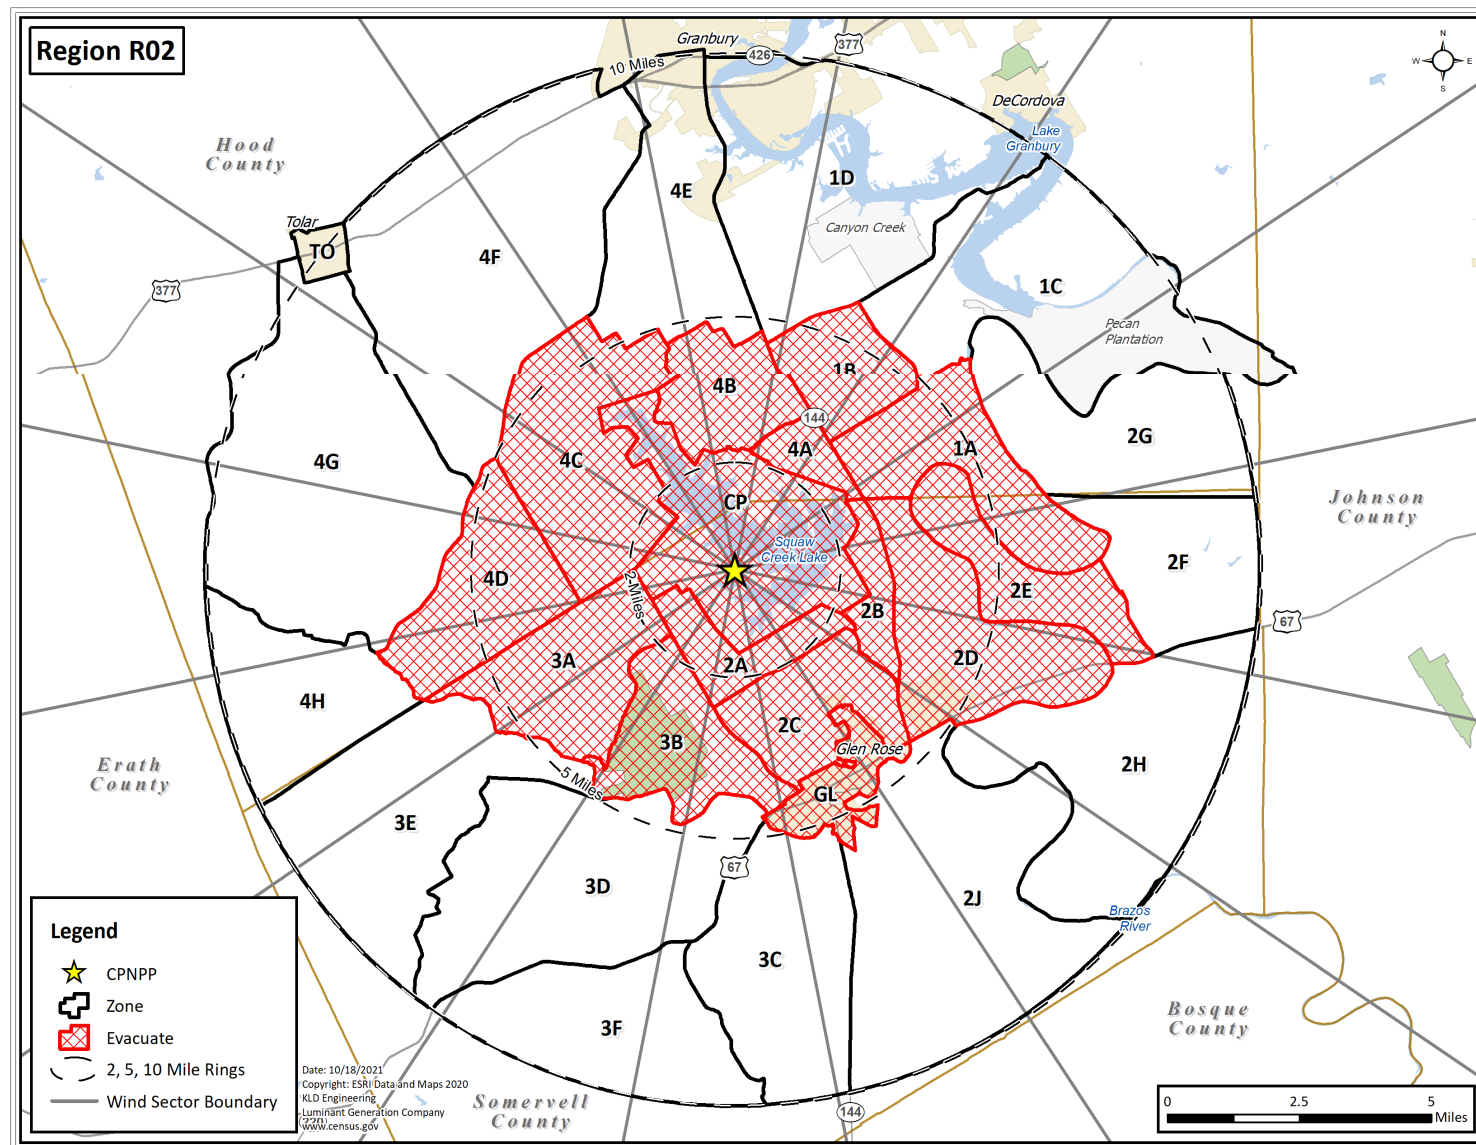 Region R02
Granbury
426
377
N
W
E
S
10 Miles
DeCordova
Lake
Granbury
Hood
County
4E
1D
Tolar
TO
4F
Canyon Creek
377
1C
Pecan
Plantation
1B
4B
144
2G
4A
1A
4C
4G
CP
Johnson
County
Squaw
Creek Lake
2-Miles
4D
2E
2F
2B
67
3A
2A
2D
4H
2C
3B
Glen Rose
2H
Erath
County
5 Miles
GL
3E
67
3D
2J
Brazos
River
3C
Bosque
County
3F
Legend
CPNPP
Zone
Evacuate
2, 5, 10 Mile Rings
Wind Sector Boundary
Date: 10/18/2021
Copyright: ESRI Data and Maps 2020
KLD Engineering
Luminant Generation Company
www.census.gov
Somervell
County
144
0
2.5
5
Miles